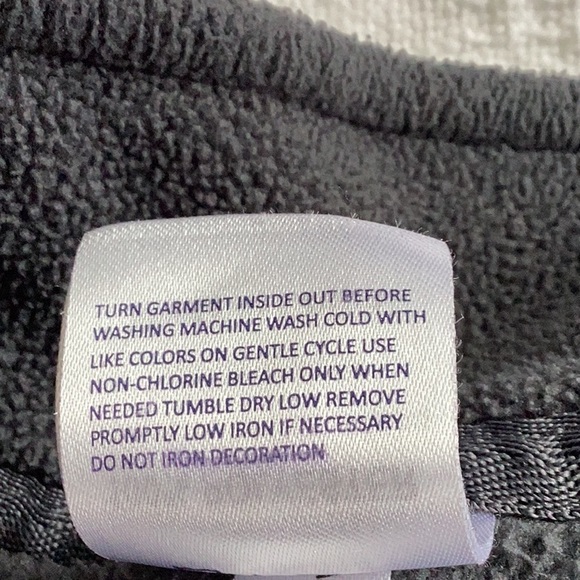 TURN GARMENT INSIDE OUT BEFORE
WASHING MACHINE WASH COLD WITH
LIKE COLORS ON GENTLE CYCLE USE
NON-CHLORINE BLEACH ONLY WHEN
NEEDED TUMBLE DRY LOW REMOVE
PROMPTLY LOW IRON IF NECESSARY
DO NOT IRON DECORATION